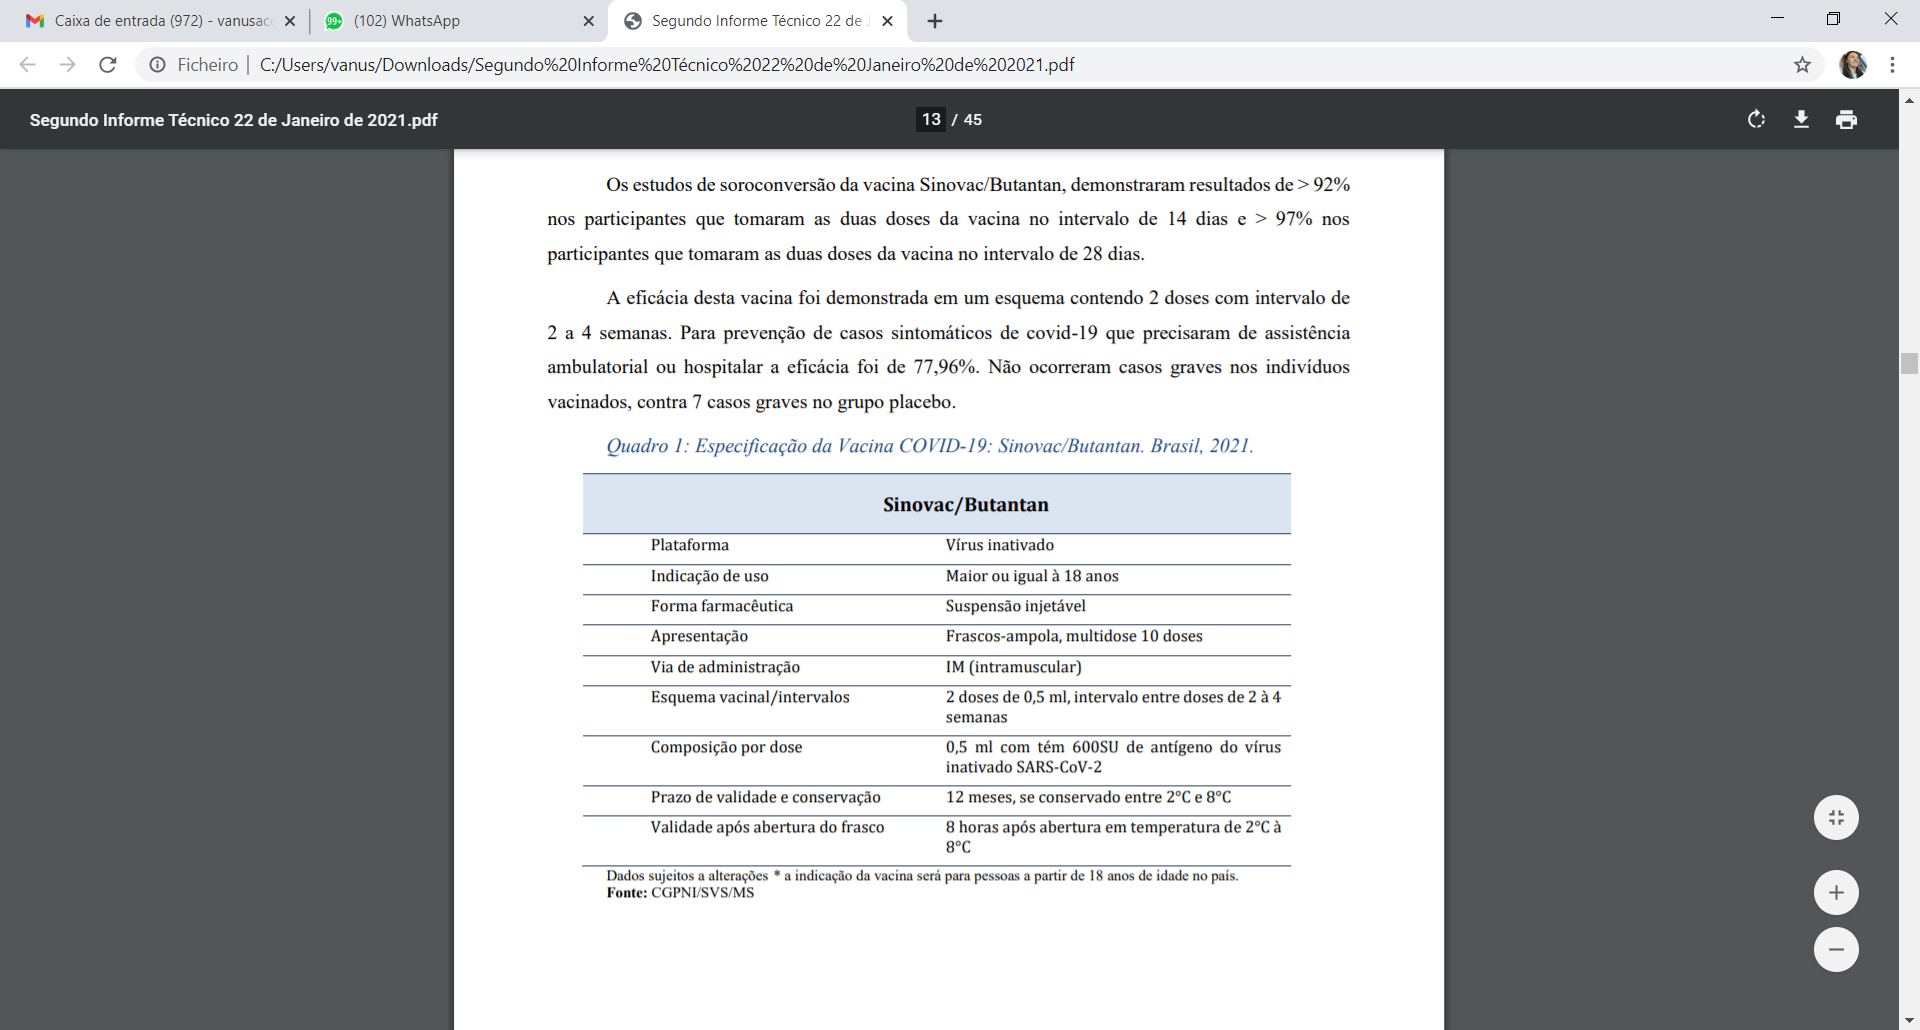 Caixa de entrada (972) - vanusac
99+ (102) WhatsApp
Segundo Informe Técnico 22 de J
Ficheiro | C:/Users/vanus/Downloads/Segundo%20Informe%20Técnico%2022%20de%20Janeiro%20de%202021.pdf
Segundo Informe Técnico 22 de Janeiro de 2021.pdf
13 / 45
Os estudos de soroconversão da vacina Sinovac/Butantan, demonstraram resultados de > 92%
nos participantes que tomaram as duas doses da vacina no intervalo de 14 dias e > 97% nos
participantes que tomaram as duas doses da vacina no intervalo de 28 dias.
A eficácia desta vacina foi demonstrada em um esquema contendo 2 doses com intervalo de
2 a 4 semanas. Para prevenção de casos sintomáticos de covid-19 que precisaram de assistência
ambulatorial ou hospitalar a eficácia foi de 77,96%. Não ocorreram casos graves nos indivíduos
vacinados, contra 7 casos graves no grupo placebo.
Quadro 1: Especificação da Vacina COVID-19: Sinovac/Butantan. Brasil, 2021.
Sinovac/Butantan
Plataforma Vírus inativado
Indicação de uso Maior ou igual à 18 anos
Forma farmacêutica Suspensão injetável
Apresentação Frascos-ampola, multidose 10 doses
Via de administração IM (intramuscular)
Esquema vacinal/intervalos 2 doses de 0,5 ml, intervalo entre doses de 2 à 4
semanas
Composição por dose 0,5 ml com tém 600SU de antígeno do vírus
inativado SARS-CoV-2
Prazo de validade e conservação 12 meses, se conservado entre 2°C e 8°C
Validade após abertura do frasco 8 horas após abertura em temperatura de 2°C à
8°C
Dados sujeitos a alterações * a indicação da vacina será para pessoas a partir de 18 anos de idade no país.
Fonte: CGPNI/SVS/MS